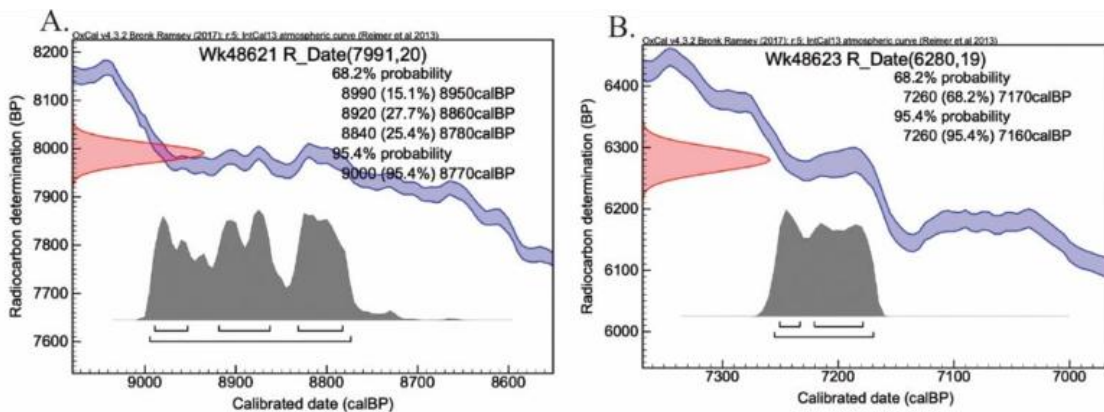 A.
OxCal v4.3.2 Bronk Ramsey (2017); r:5; IntCal13 atmospheric curve (Reimer et al 2013)
Wk48621 R_Date(7991,20)
68.2% probability
8990 (15.1%) 8950calBP
8920 (27.7%) 8860calBP
8840 (25.4%) 8780calBP
95.4% probability
9000 (95.4%) 8770calBP
Radiocarbon determination (BP)
8200
8100
8000
7900
7800
7700
7600
9000 8900 8800 8700 8600
Calibrated date (calBP)
B.
OxCal v4.3.2 Bronk Ramsey (2017); r:5; IntCal13 atmospheric curve (Reimer et al 2013)
Wk48623 R_Date(6280,19)
68.2% probability
7260 (68.2%) 7170calBP
95.4% probability
7260 (95.4%) 7160calBP
Radiocarbon determination (BP)
6400
6300
6200
6100
6000
7300 7200 7100 7000
Calibrated date (calBP)